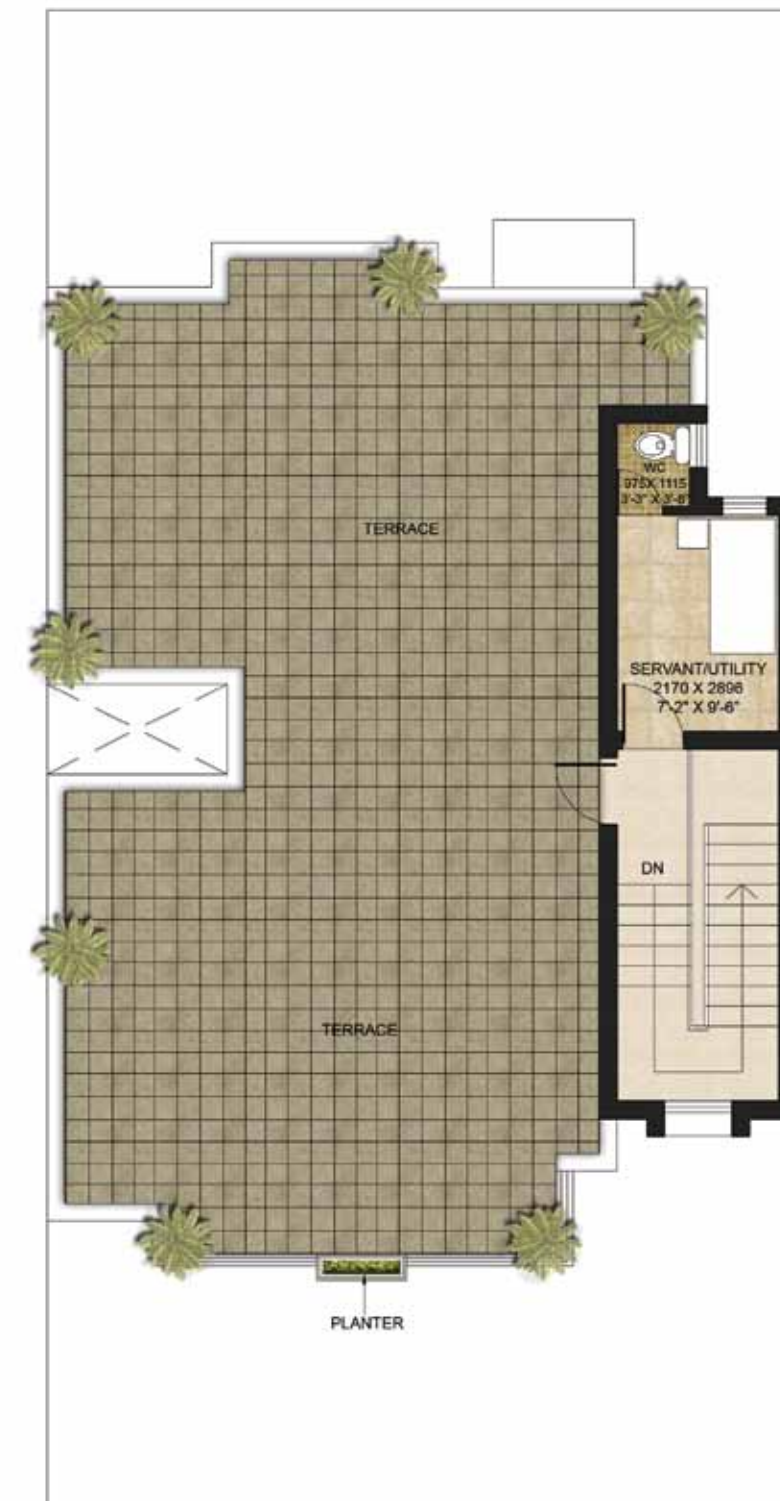 WC
975X 1115
3'-3" X 3'-8"
TERRACE
SERVANT/UTILITY
2170 X 2896
7'-2" X 9'-6"
DN
TERRACE
PLANTER